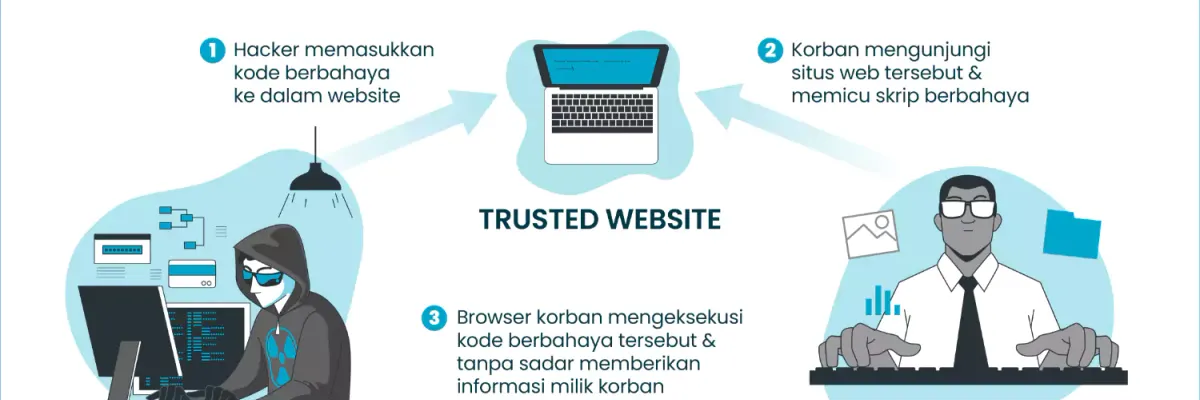 1 Hacker memasukkan
kode berbahaya
ke dalam website
2 Korban mengunjungi
situs web tersebut &
memicu skrip berbahaya
TRUSTED WEBSITE
3 Browser korban mengeksekusi
kode berbahaya tersebut &
tanpa sadar memberikan
informasi milik korban